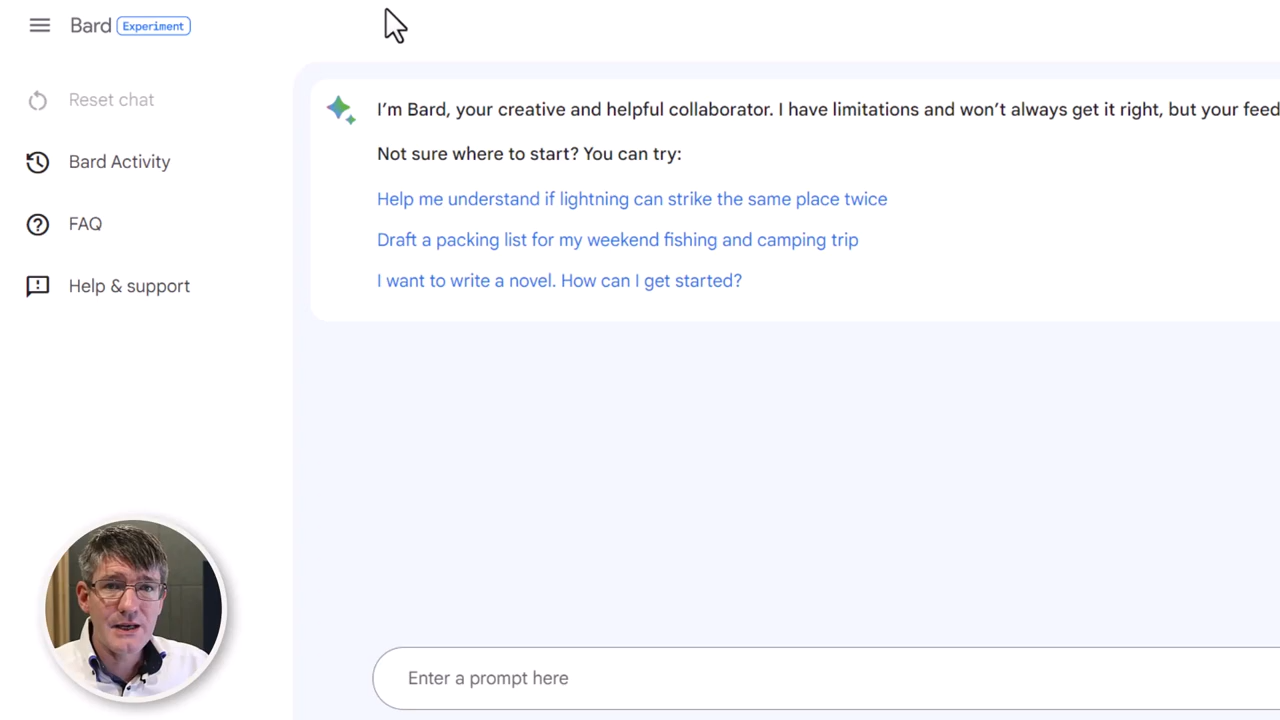 Bard Experiment
Reset chat
Bard Activity
FAQ
Help & support
I'm Bard, your creative and helpful collaborator. I have limitations and won't always get it right, but your feed
Not sure where to start? You can try:
Help me understand if lightning can strike the same place twice
Draft a packing list for my weekend fishing and camping trip
I want to write a novel. How can I get started?
Enter a prompt here